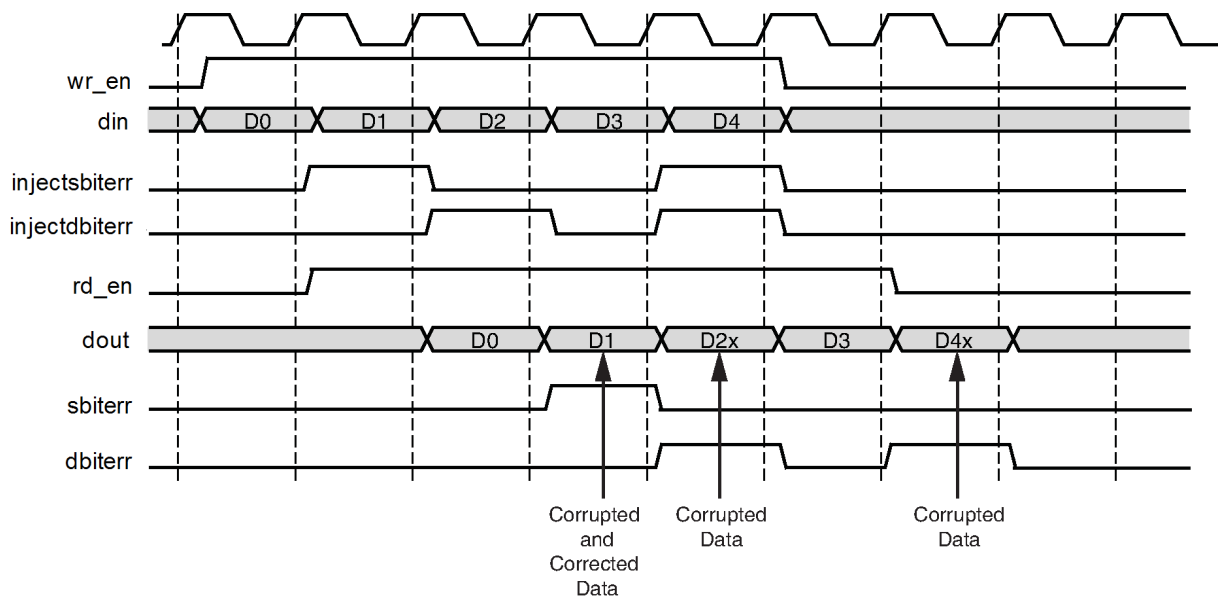 wr_en
din D0 D1 D2 D3 D4
injectsbiterr
injectdbiterr
rd_en
dout D0 D1 D2x D3 D4x
sbiterr
dbiterr
Corrupted
and
Corrected
Data
Corrupted
Data
Corrupted
Data